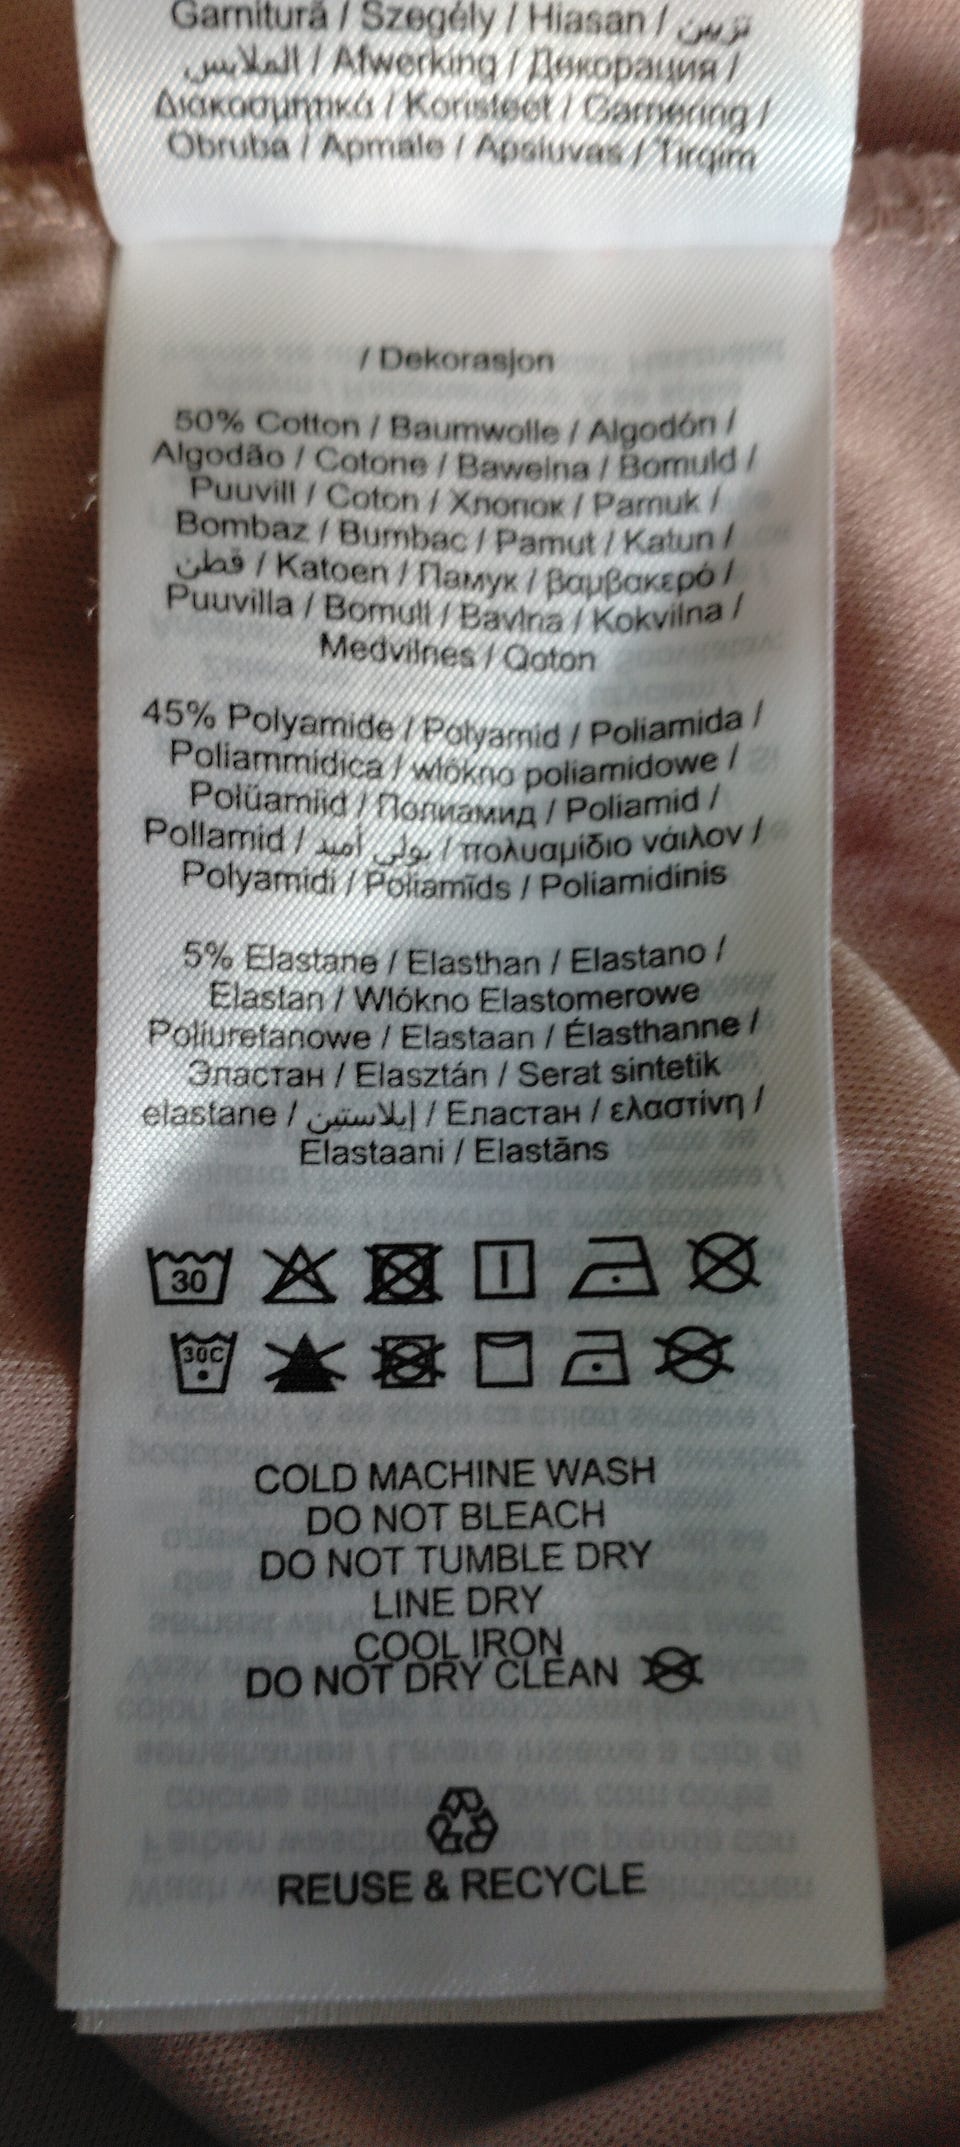 Garnitură / Szegély / Hiasan / تزيين
الملابس / Afwerking / Декорация /
Διακοσμητικά / Koristeet / Garnering /
Obruba / Apmale / Apsiuvas / Tirqim
/ Dekorasjon
50% Cotton / Baumwolle / Algodón /
Algodão / Cotone / Bawełna / Bomuld /
Puuvill / Coton / Хлопок / Pamuk /
Bombaz / Bumbac / Pamut / Katun /
قطن / Katoen / Памук / βαμβακερό /
Puuvilla / Bomull / Bavlna / Kokvilna /
Medvilnės / Qoton
45% Polyamide / Polyamid / Poliamida /
Poliammidica / włókno poliamidowe /
Polüamiid / Полиамид / Poliamid /
Pollamid / بولي أميد / πολυαμίδιο νάιλον /
Polyamidi / Poliamīds / Poliamidinis
5% Elastane / Elasthan / Elastano /
Elastan / Włókno Elastomerowe
Poliuretanowe / Elastaan / Élasthanne /
Эластан / Elasztán / Serat sintetik
elastane / إيلاستين / Еластан / ελαστίνη /
Elastaani / Elastāns
30
30C
COLD MACHINE WASH
DO NOT BLEACH
DO NOT TUMBLE DRY
LINE DRY
COOL IRON
DO NOT DRY CLEAN
REUSE & RECYCLE